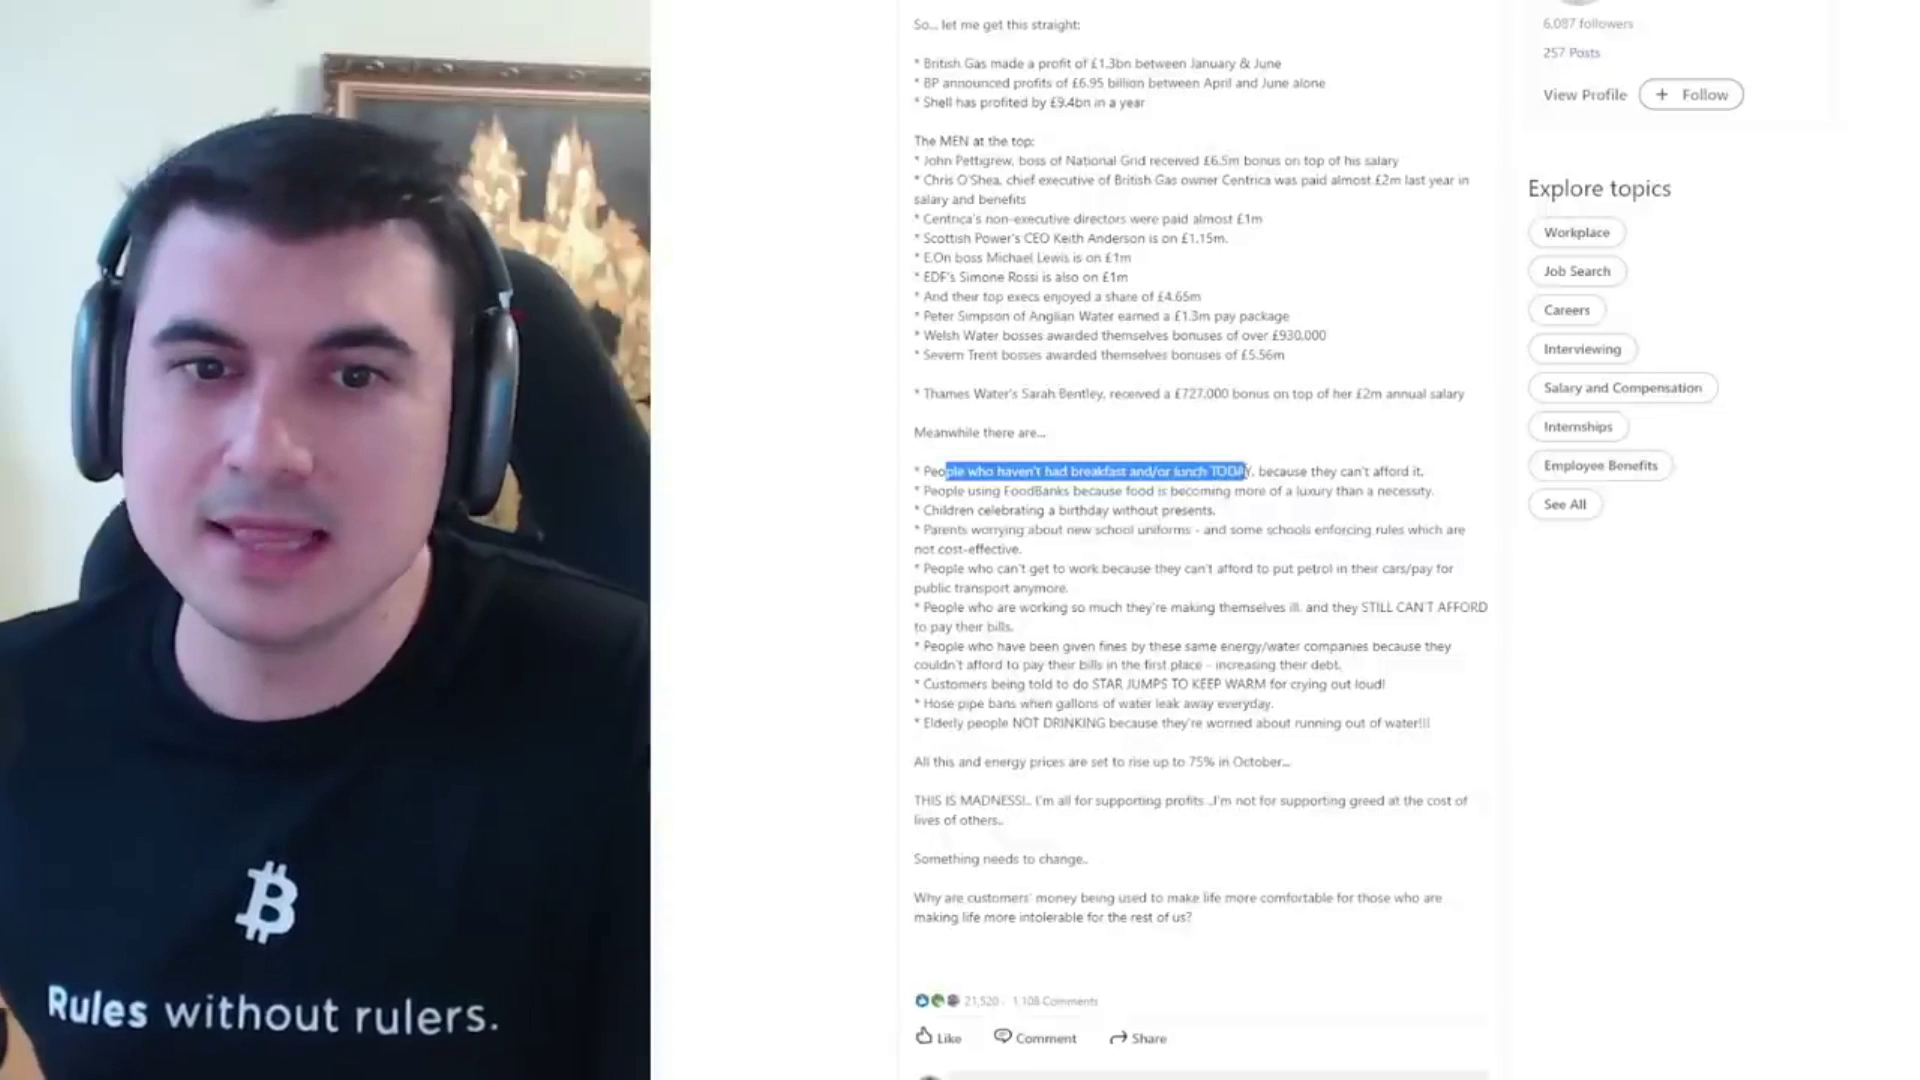 So... let me get this straight:
* British Gas made a profit of £1.3bn between January & June
* BP announced profits of £6.95 billion between April and June alone
* Shell has profited by £9.4bn in a year
The MEN at the top:
* John Pettigrew, boss of National Grid received £6.5m bonus on top of his salary
* Chris O'Shea, chief executive of British Gas owner Centrica was paid almost £2m last year in
salary and benefits
* Centrica's non-executive directors were paid almost £1m
* Scottish Power's CEO Keith Anderson is on £1.15m.
* E.On boss Michael Lewis is on £1m
* EDF's Simone Rossi is also on £1m
* And their top execs enjoyed a share of £4.65m
* Peter Simpson of Anglian Water earned a £1.3m pay package
* Welsh Water bosses awarded themselves bonuses of over £930,000
* Severn Trent bosses awarded themselves bonuses of £5.56m
* Thames Water's Sarah Bentley, received a £727,000 bonus on top of her £2m annual salary
Meanwhile there are...
* People who haven't had breakfast and/or lunch TODAY, because they can't afford it.
* People using FoodBanks because food is becoming more of a luxury than a necessity.
* Children celebrating a birthday without presents.
* Parents worrying about new school uniforms - and some schools enforcing rules which are
not cost-effective.
* People who can't get to work because they can't afford to put petrol in their cars/pay for
public transport anymore.
* People who are working so much they're making themselves ill, and they STILL CAN'T AFFORD
to pay their bills.
* People who have been given fines by these same energy/water companies because they
couldn't afford to pay their bills in the first place - increasing their debt.
* Customers being told to do STAR JUMPS TO KEEP WARM for crying out loud!
* Hose pipe bans when gallons of water leak away everyday.
* Elderly people NOT DRINKING because they're worried about running out of water!!!
All this and energy prices are set to rise up to 75% in October...
THIS IS MADNESS!.. I'm all for supporting profits ..I'm not for supporting greed at the cost of
lives of others..
Something needs to change..
Why are customers' money being used to make life more comfortable for those who are
making life more intolerable for the rest of us?
21,520 · 1,108 Comments
Like Comment Share
6,087 followers
257 Posts
View Profile + Follow
Explore topics
Workplace
Job Search
Careers
Interviewing
Salary and Compensation
Internships
Employee Benefits
See All
₿
Rules without rulers.